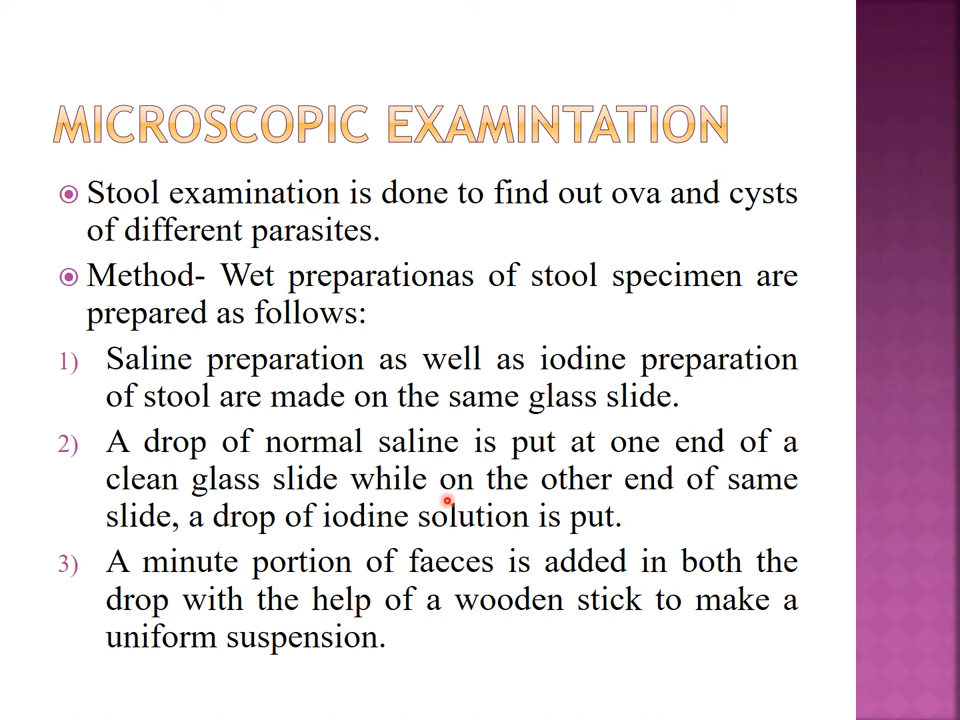 MICROSCOPIC EXAMINTATION
Stool examination is done to find out ova and cysts
of different parasites.
Method- Wet preparationas of stool specimen are
prepared as follows:
1) Saline preparation as well as iodine preparation
of stool are made on the same glass slide.
2) A drop of normal saline is put at one end of a
clean glass slide while on the other end of same
slide, a drop of iodine solution is put.
3) A minute portion of faeces is added in both the
drop with the help of a wooden stick to make a
uniform suspension.